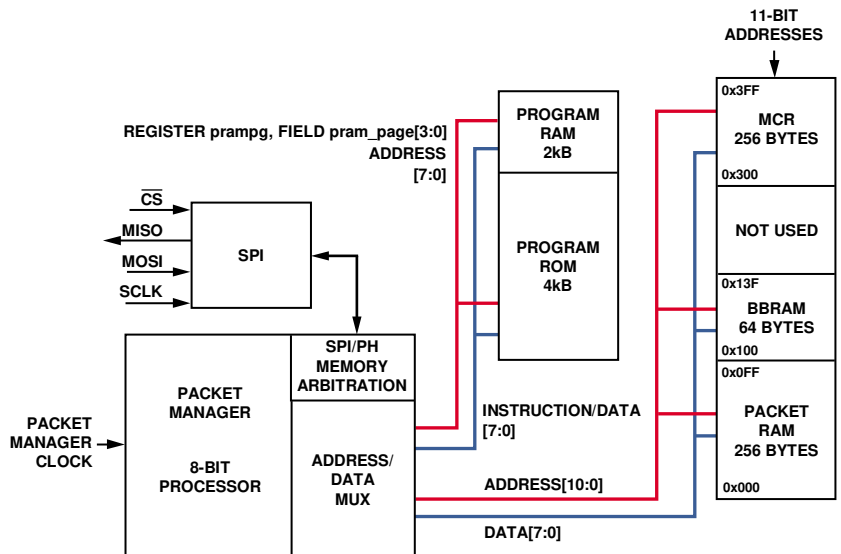 11-BIT
ADDRESSES
0x3FF
MCR
256 BYTES
0x300
NOT USED
0x13F
BBRAM
64 BYTES
0x100
0x0FF
PACKET
RAM
256 BYTES
0x000
PROGRAM
RAM
2kB
PROGRAM
ROM
4kB
REGISTER prampg, FIELD pram_page[3:0]
ADDRESS
[7:0]
CS
MISO
MOSI
SCLK
SPI
SPI/PH
MEMORY
ARBITRATION
PACKET
MANAGER
8-BIT
PROCESSOR
ADDRESS/
DATA
MUX
PACKET
MANAGER
CLOCK
INSTRUCTION/DATA
[7:0]
ADDRESS[10:0]
DATA[7:0]